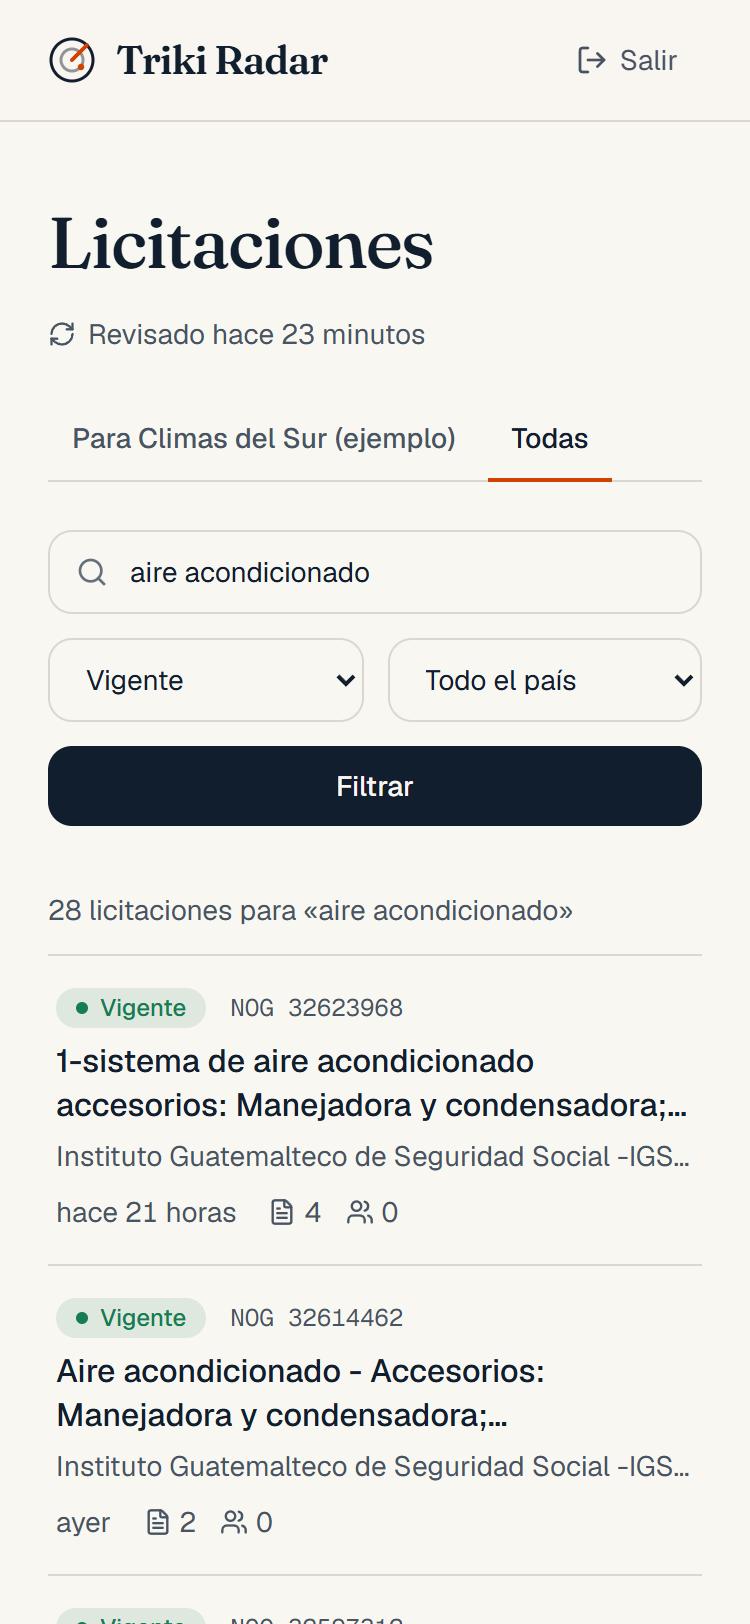 Triki Radar
Salir
Licitaciones
Revisado hace 23 minutos
Para Climas del Sur (ejemplo)
Todas
aire acondicionado
Vigente
Todo el país
Filtrar
28 licitaciones para «aire acondicionado»
Vigente NOG 32623968
1-sistema de aire acondicionado
accesorios: Manejadora y condensadora;…
Instituto Guatemalteco de Seguridad Social -IGS…
hace 21 horas 4 0
Vigente NOG 32614462
Aire acondicionado - Accesorios:
Manejadora y condensadora;…
Instituto Guatemalteco de Seguridad Social -IGS…
ayer 2 0
Vigente NOG